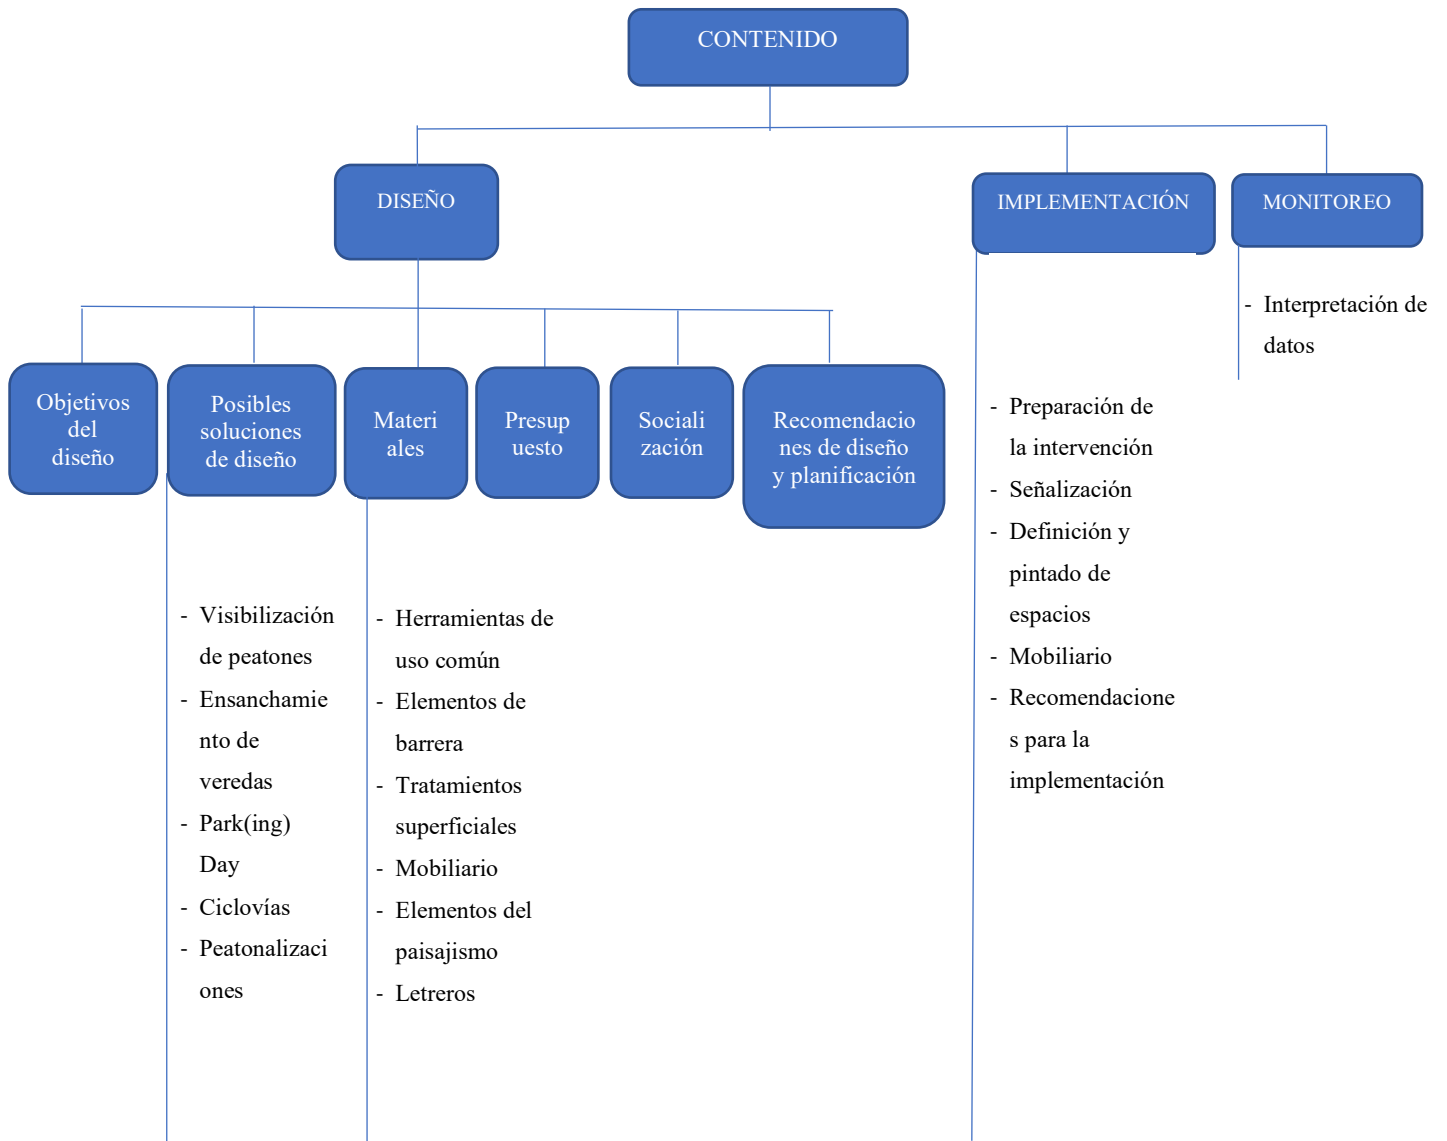 CONTENIDO
DISEÑO
IMPLEMENTACIÓN
MONITOREO
Objetivos
del
diseño
Posibles
soluciones
de diseño
Materi
ales
Presup
uesto
Sociali
zación
Recomendacio
nes de diseño
y planificación
- Visibilización
de peatones
- Ensanchamie
nto de
veredas
- Park(ing)
Day
- Ciclovías
- Peatonalizaci
ones
- Herramientas de
uso común
- Elementos de
barrera
- Tratamientos
superficiales
- Mobiliario
- Elementos del
paisajismo
- Letreros
- Preparación de
la intervención
- Señalización
- Definición y
pintado de
espacios
- Mobiliario
- Recomendacione
s para la
implementación
- Interpretación de
datos